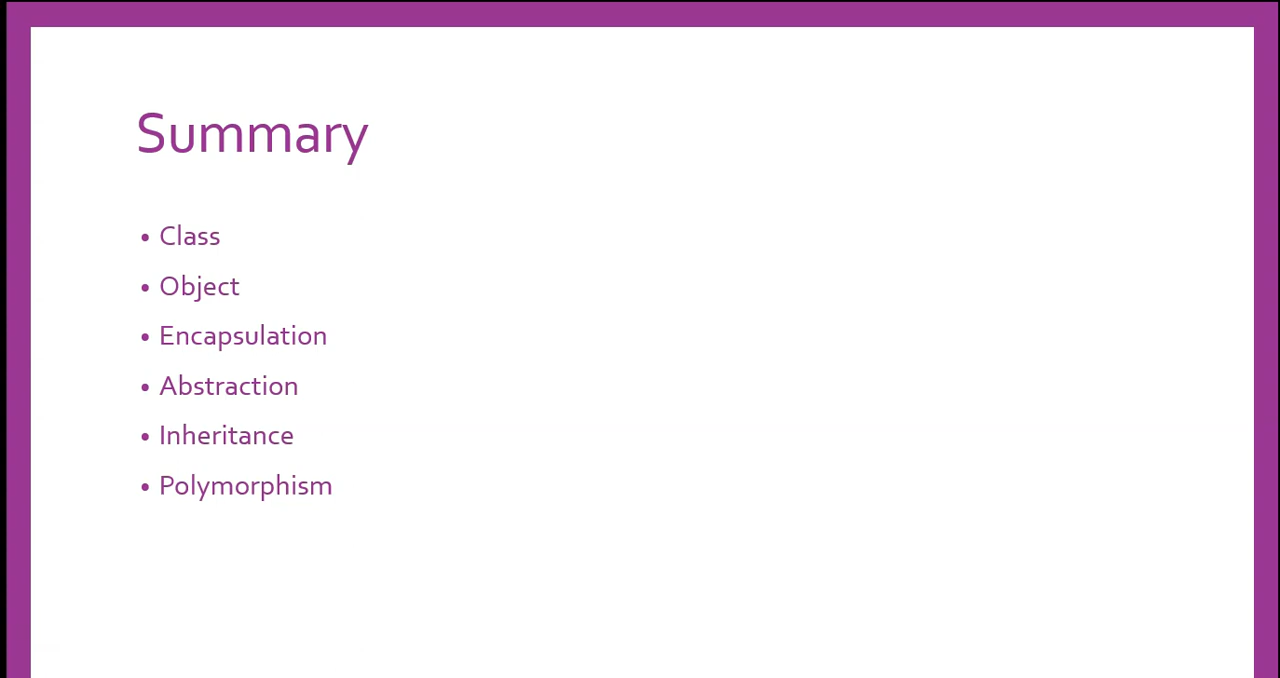 Summary
• Class
• Object
• Encapsulation
• Abstraction
• Inheritance
• Polymorphism